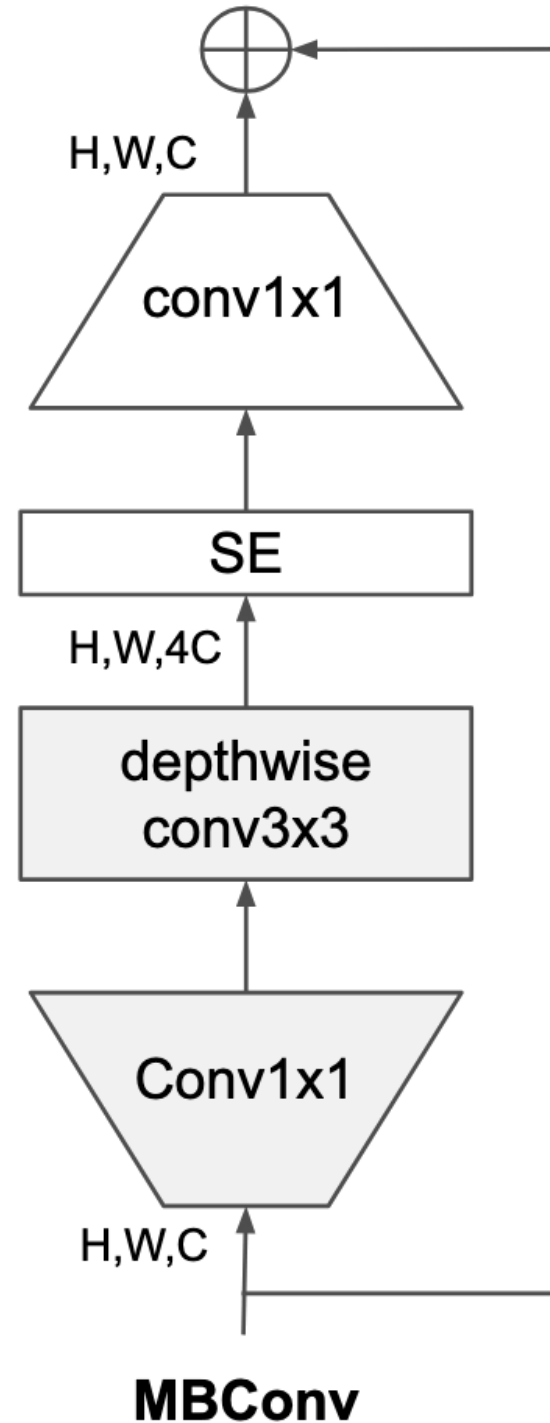 H,W,C
conv1x1
SE
H,W,4C
depthwise
conv3x3
Conv1x1
H,W,C
MBConv